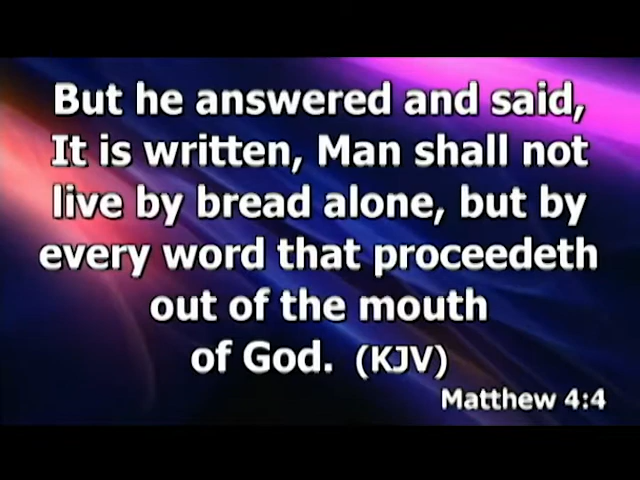 But he answered and said,
It is written, Man shall not
live by bread alone, but by
every word that proceedeth
out of the mouth
of God. (KJV)
Matthew 4:4